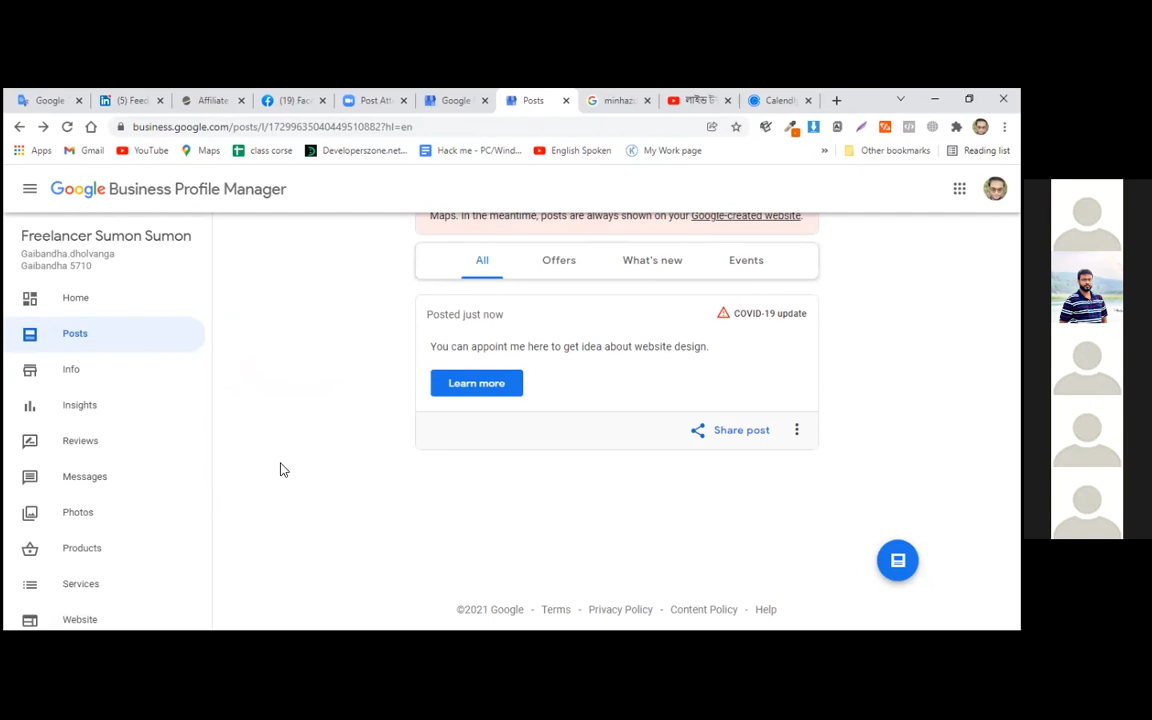 Google
(5) Feed
Affiliate
(19) Fac
Post Att
Google
Posts
minhaz
লাইভ
Calend
business.google.com/posts/l/17299635040449510882?hl=en
Apps
Gmail
YouTube
Maps
class corse
Developerszone.net...
Hack me - PC/Wind...
English Spoken
My Work page
»
Other bookmarks
Reading list
Google Business Profile Manager
Freelancer Sumon Sumon
Gaibandha.dholvanga
Gaibandha 5710
Home
Posts
Info
Insights
Reviews
Messages
Photos
Products
Services
Website
Maps. In the meantime, posts are always shown on your Google-created website.
All
Offers
What's new
Events
Posted just now
COVID-19 update
You can appoint me here to get idea about website design.
Learn more
Share post
©2021 Google - Terms - Privacy Policy - Content Policy - Help